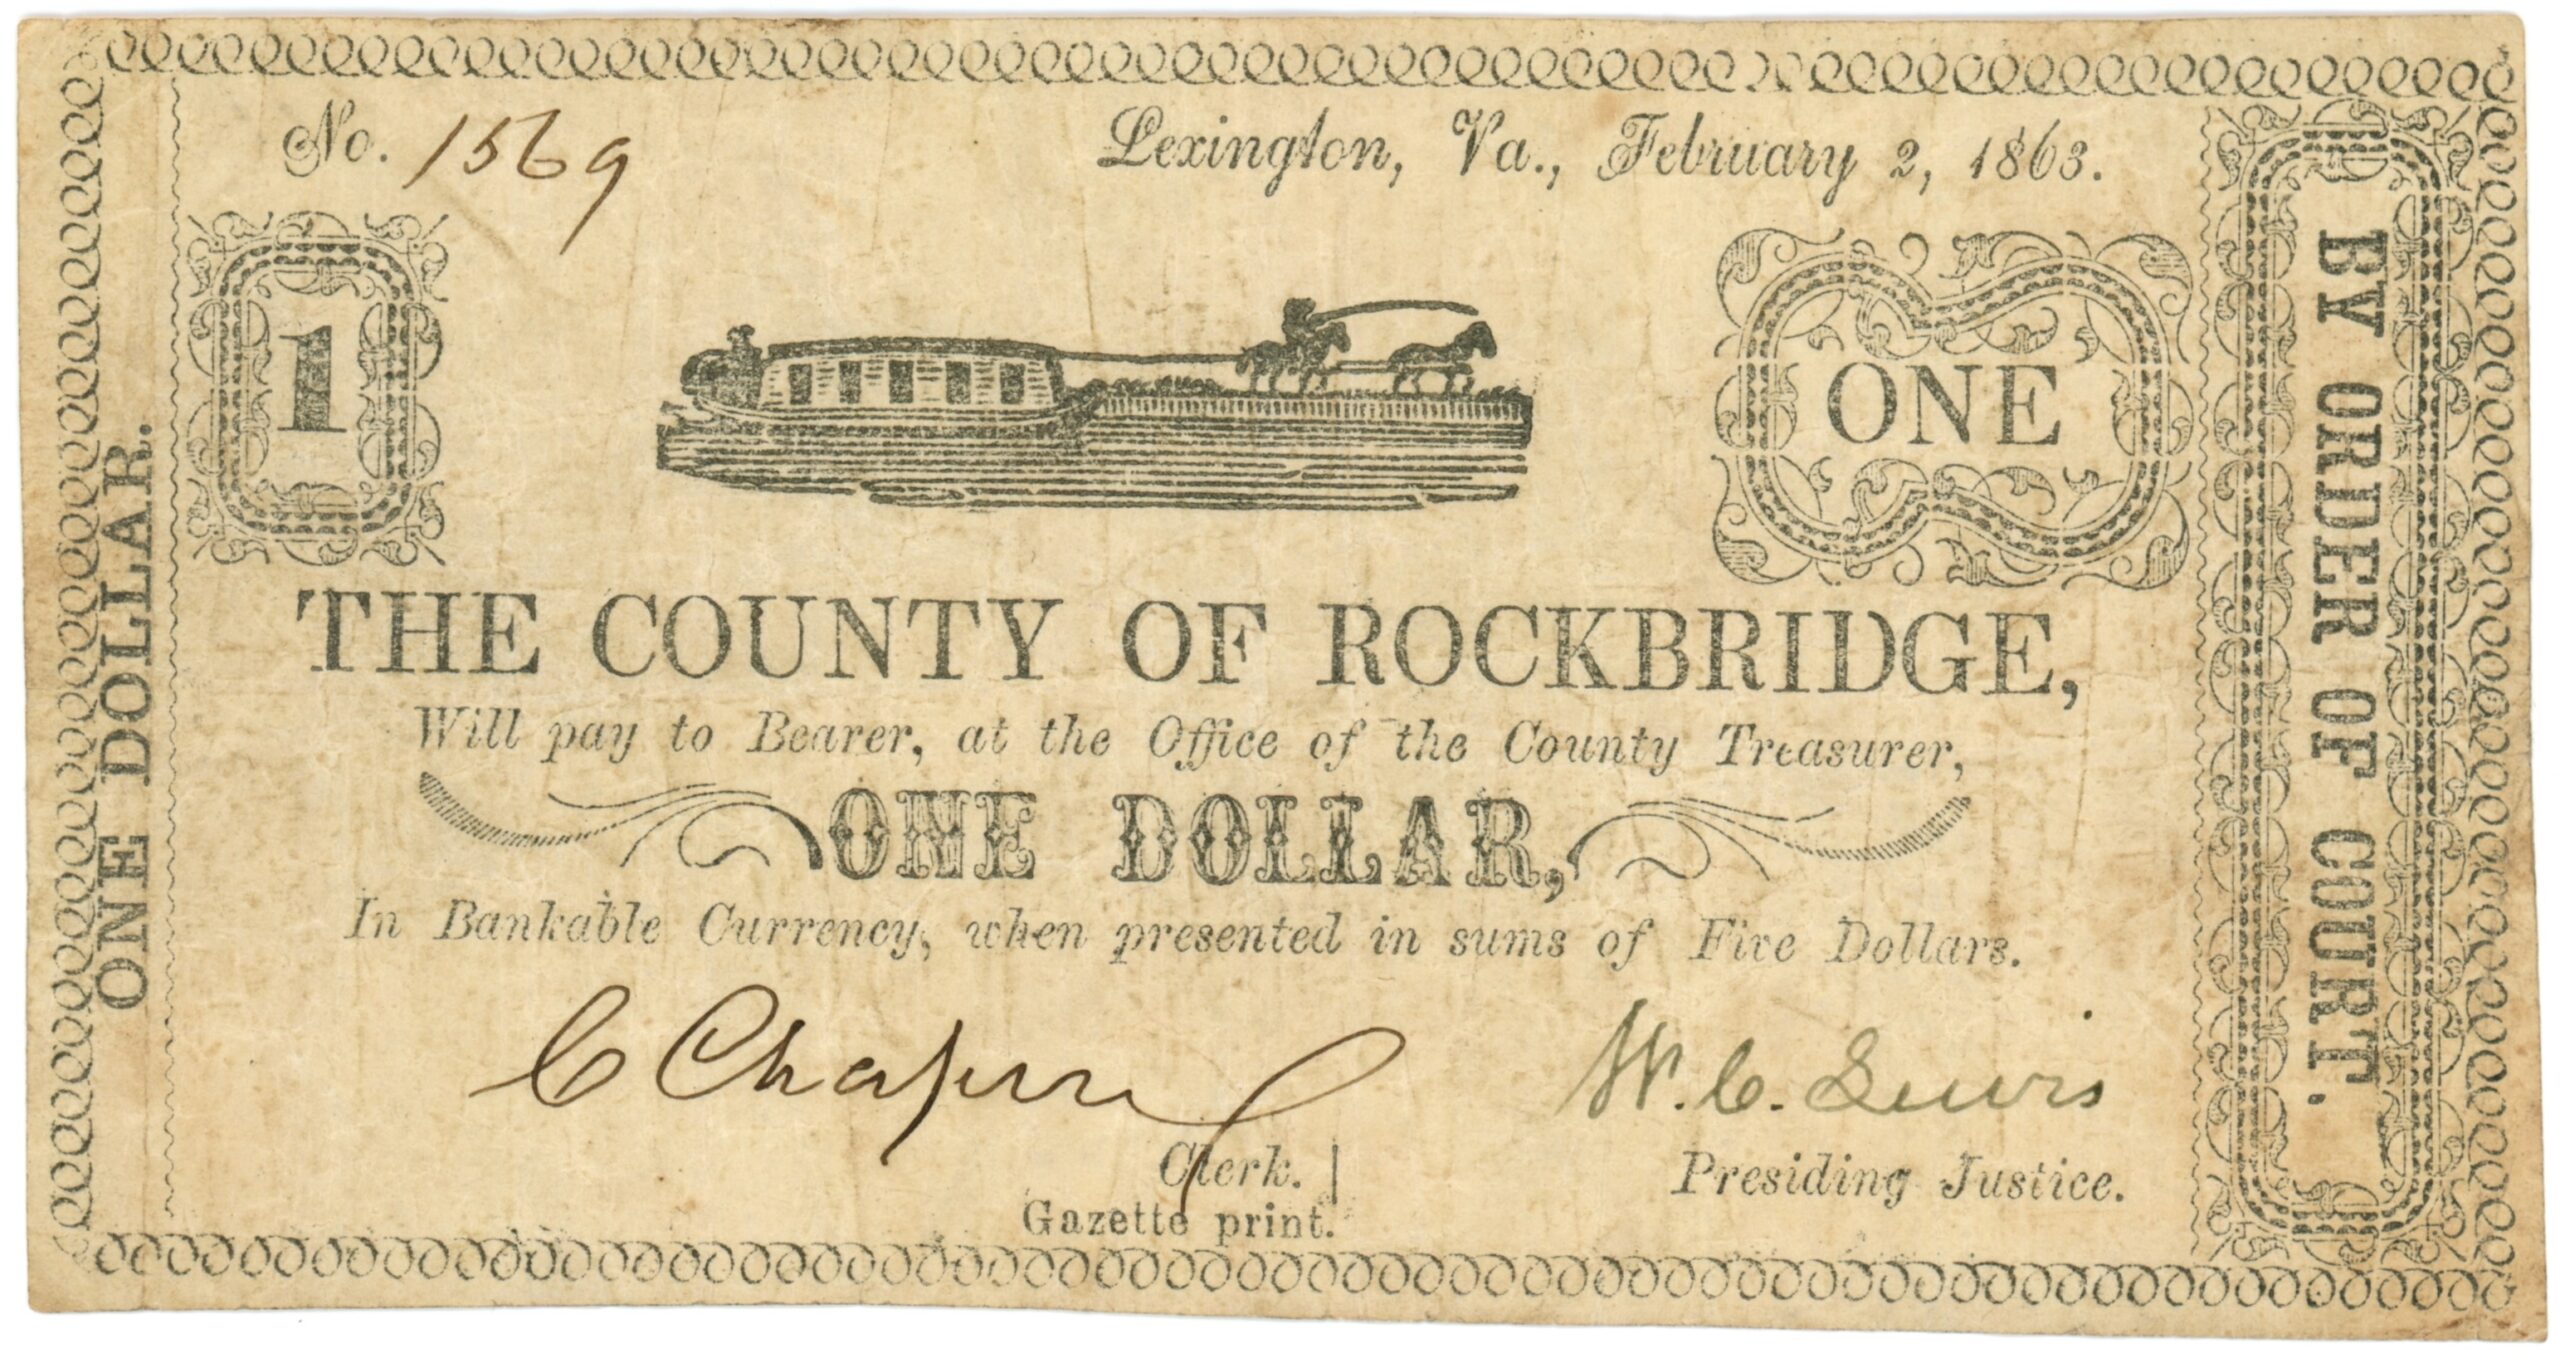 No. 1569
Lexington, Va., February 2, 1863.
1
ONE
THE COUNTY OF ROCKBRIDGE,
Will pay to Bearer, at the Office of the County Treasurer,
ONE DOLLAR,
In Bankable Currency, when presented in sums of Five Dollars.
C Chapin
W. C. Lewis
Clerk.
Presiding Justice.
Gazette print.
ONE DOLLAR.
BY ORDER OF COURT.